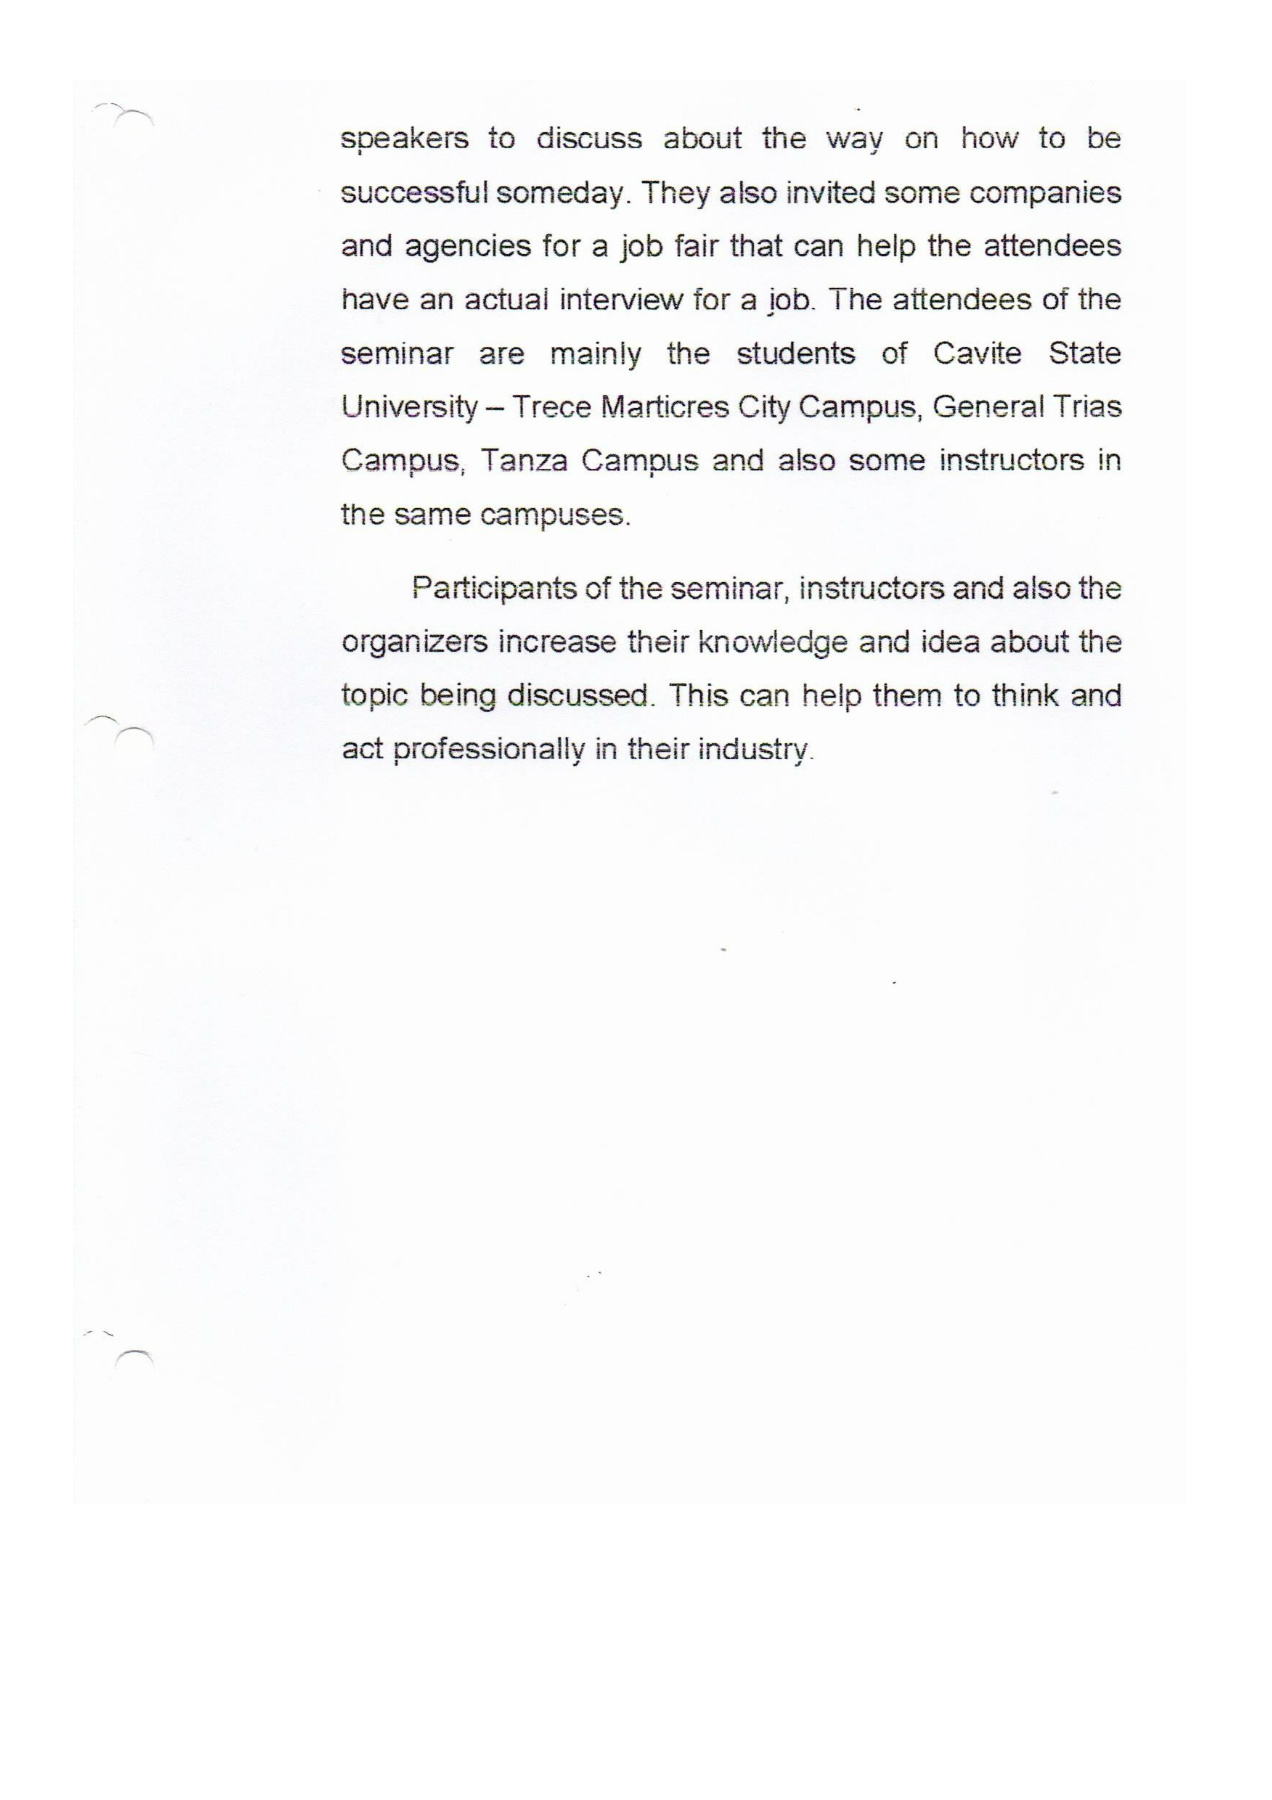 speakers to discuss about the way on how to be
successful someday. They also invited some companies
and agencies for a job fair that can help the attendees
have an actual interview for a job. The attendees of the
seminar are mainly the students of Cavite State
University – Trece Marticres City Campus, General Trias
Campus, Tanza Campus and also some instructors in
the same campuses.
Participants of the seminar, instructors and also the
organizers increase their knowledge and idea about the
topic being discussed. This can help them to think and
act professionally in their industry.